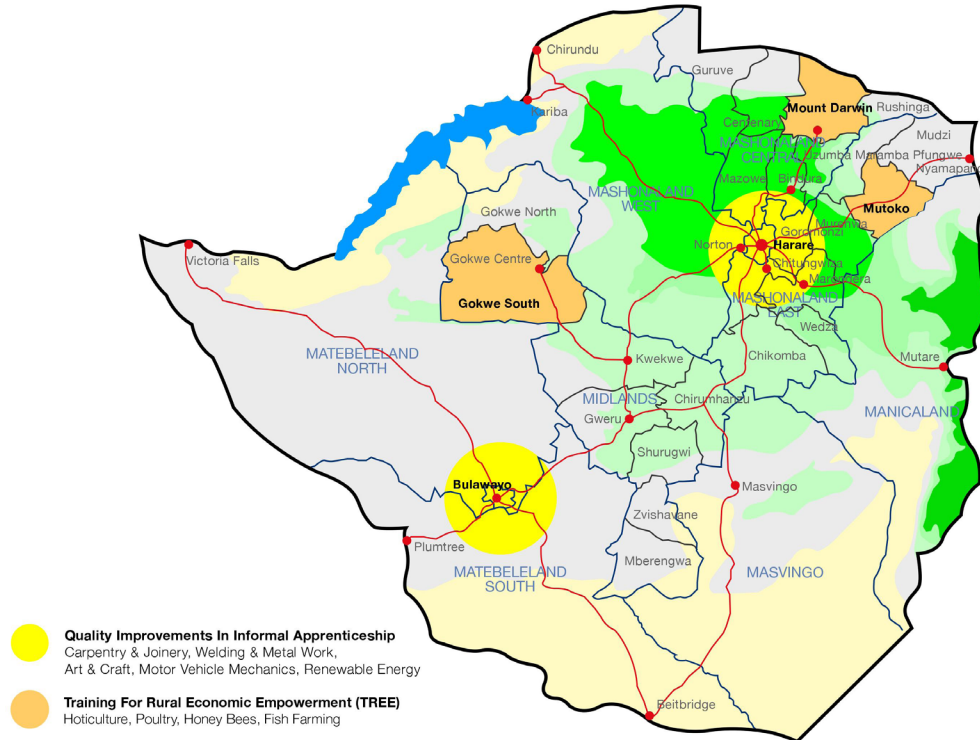 Chirundu
Guruve
Kariba
Mount Darwin
Rushinga
Centenary
Mudzi
MASHONALAND
CENTRAL
Uzumba Maramba Pfungwe
Nyamapan
Mazowe
Bindura
MASHONALAND
WEST
Gokwe North
Mutoko
Murehwa
Goromonzi
Norton
Harare
Gokwe Centre
Victoria Falls
Chitungwiza
Marondera
Gokwe South
MASHONALAND
EAST
Wedza
MATEBELELAND
NORTH
Kwekwe
Chikomba
Mutare
MIDLANDS
Chirumhanzu
MANICALAND
Gweru
Shurugwi
Bulawayo
Masvingo
Zvishavane
Plumtree
Mberengwa
MATEBELELAND
SOUTH
MASVINGO
Quality Improvements In Informal Apprenticeship
Carpentry & Joinery, Welding & Metal Work,
Art & Craft, Motor Vehicle Mechanics, Renewable Energy
Training For Rural Economic Empowerment (TREE)
Hoticulture, Poultry, Honey Bees, Fish Farming
Beitbridge